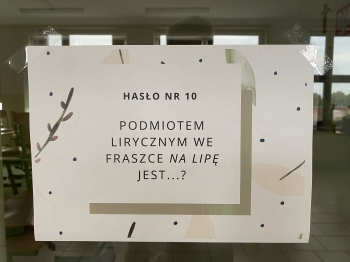 HASŁO NR 10
PODMIOTEM
LIRYCZNYM WE
FRASZCE NA LIPĘ
JEST...?